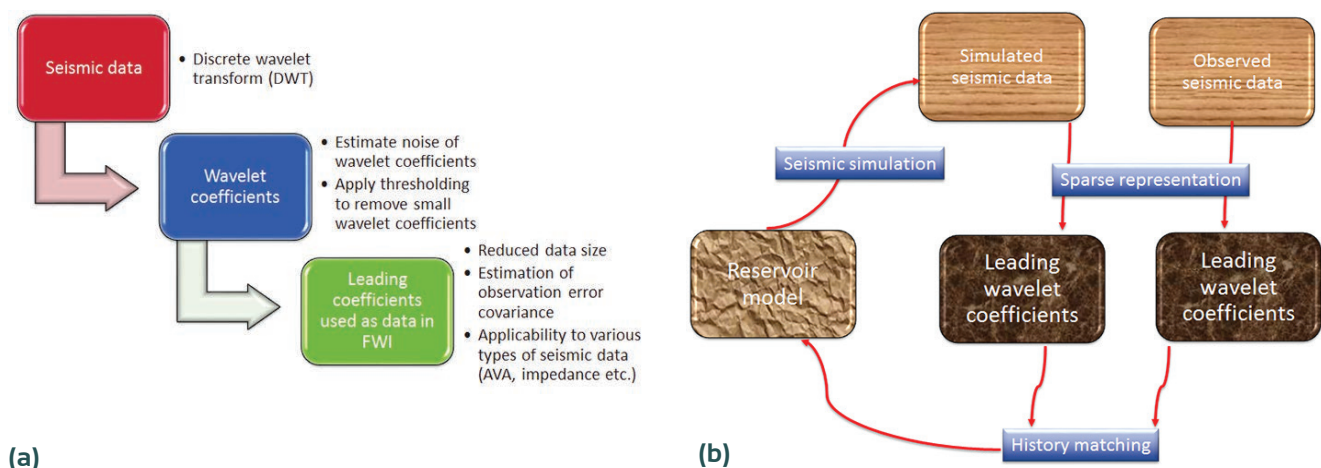 Seismic data
• Discrete wavelet
transform (DWT)
Wavelet
coefficients
• Estimate noise of
wavelet coefficients
• Apply thresholding
to remove small
wavelet coefficients
Leading
coefficients
used as data in
FWI
• Reduced data size
• Estimation of
observation error
covariance
• Applicability to various
types of seismic data
(AVA, impedance etc.)
(a)
Simulated
seismic data
Observed
seismic data
Seismic simulation
Sparse representation
Reservoir
model
Leading
wavelet
coefficients
Leading
wavelet
coefficients
History matching
(b)